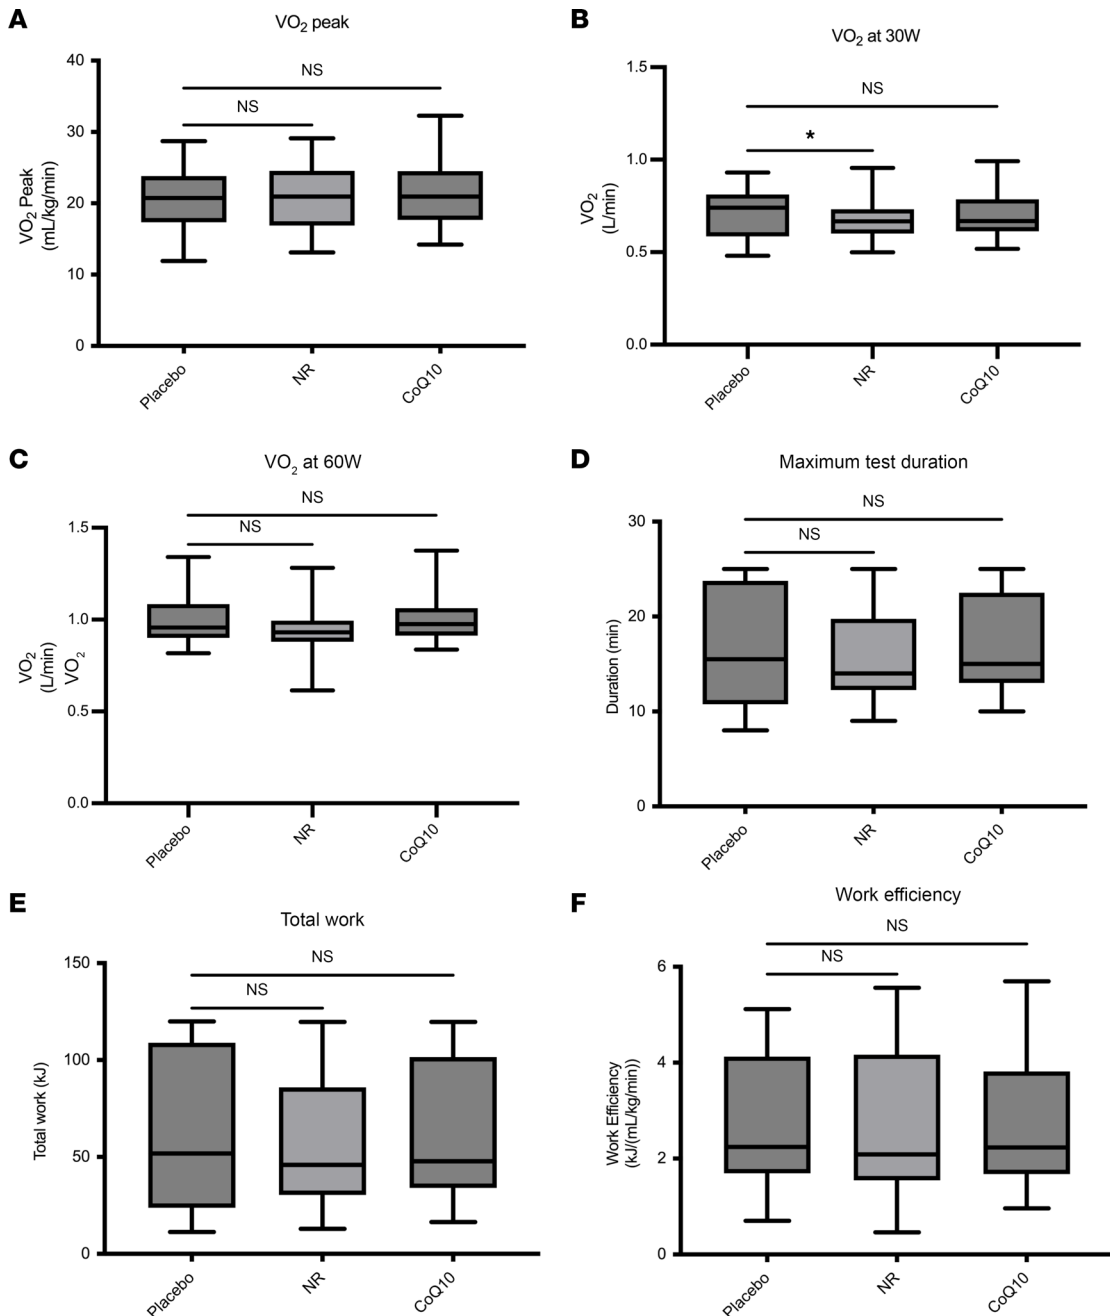 A
VO2 peak
40
30
20
10
0
VO2 Peak
(mL/kg/min)
NS
NS
Placebo
NR
CoQ10
B
VO2 at 30W
1.5
1.0
0.5
0.0
VO2
(L/min)
NS
*
Placebo
NR
CoQ10
C
VO2 at 60W
1.5
1.0
0.5
0.0
VO2
(L/min)
VO2
NS
NS
Placebo
NR
CoQ10
D
Maximum test duration
30
20
10
0
Duration (min)
NS
NS
Placebo
NR
CoQ10
E
Total work
150
100
50
0
Total work (kJ)
NS
NS
Placebo
NR
CoQ10
F
Work efficiency
6
4
2
0
Work Efficiency
(kJ/(mL/kg/min))
NS
NS
Placebo
NR
CoQ10